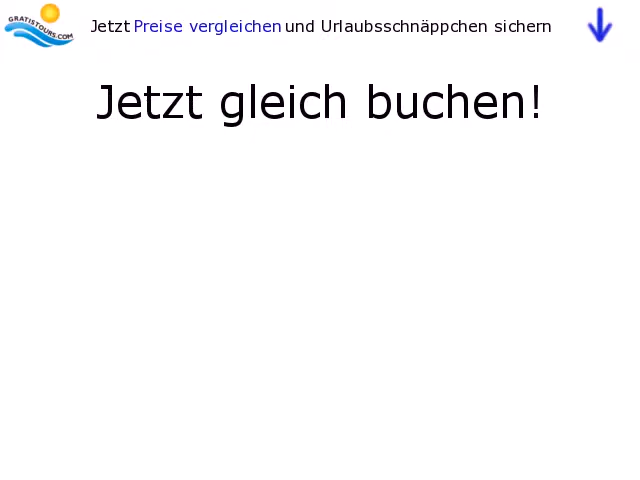 GRATISTOURS.COM
Jetzt Preise vergleichen und Urlaubsschnäppchen sichern
Jetzt gleich buchen!